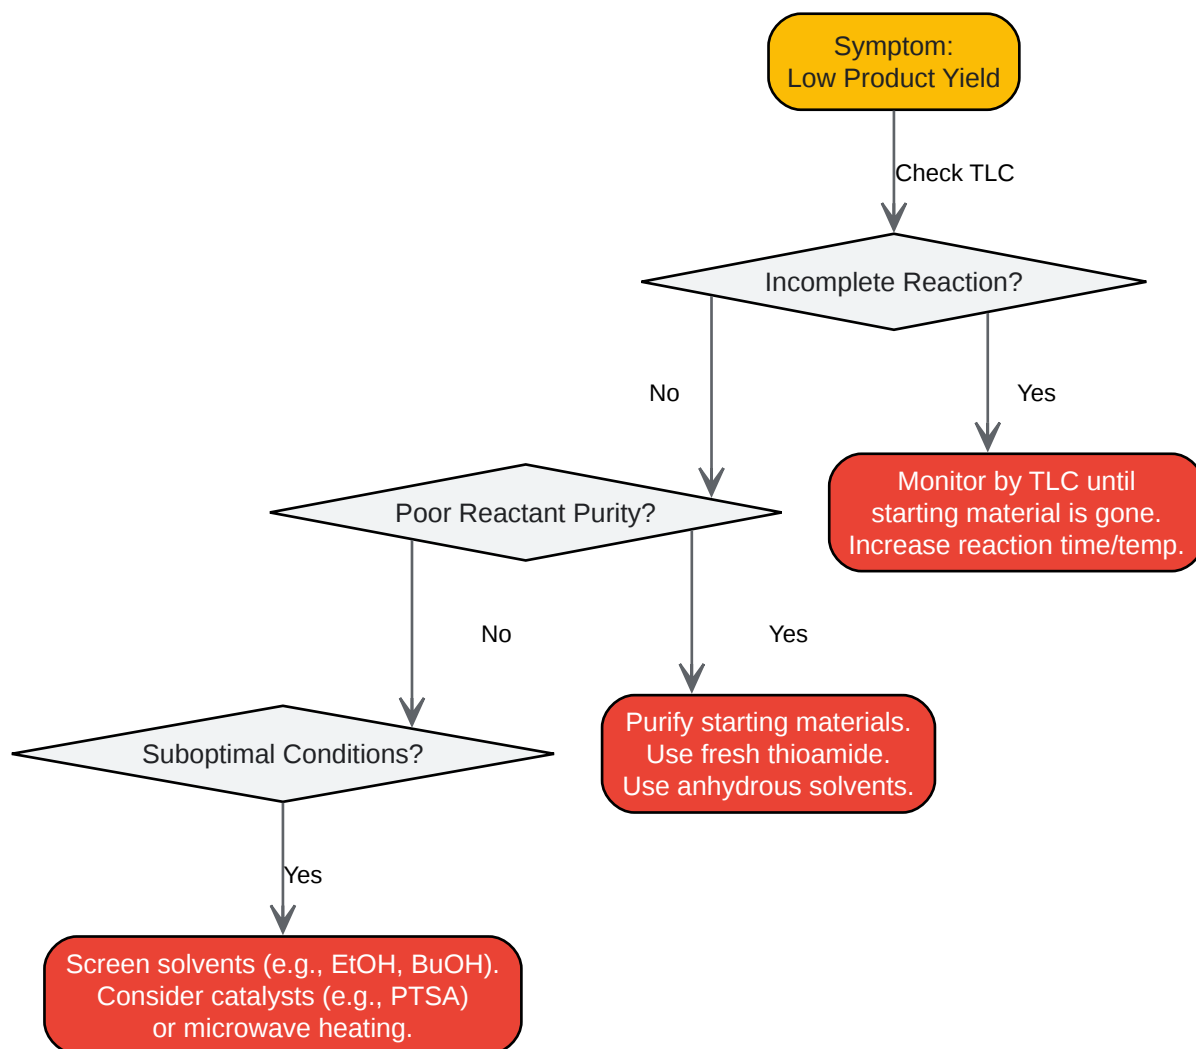 Symptom:
Low Product Yield
Check TLC
Incomplete Reaction?
No
Yes
Monitor by TLC until
starting material is gone.
Increase reaction time/temp.
Poor Reactant Purity?
No
Yes
Purify starting materials.
Use fresh thioamide.
Use anhydrous solvents.
Suboptimal Conditions?
Yes
Screen solvents (e.g., EtOH, BuOH).
Consider catalysts (e.g., PTSA)
or microwave heating.